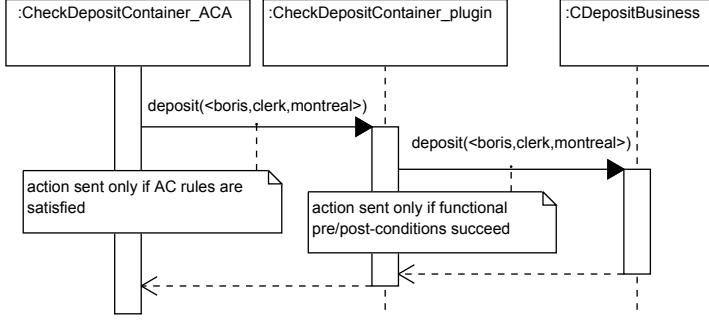 :CheckDepositContainer_ACA
:CheckDepositContainer_plugin
:CDepositBusiness
deposit(<boris,clerk,montreal>)
deposit(<boris,clerk,montreal>)
action sent only if AC rules are
satisfied
action sent only if functional
pre/post-conditions succeed